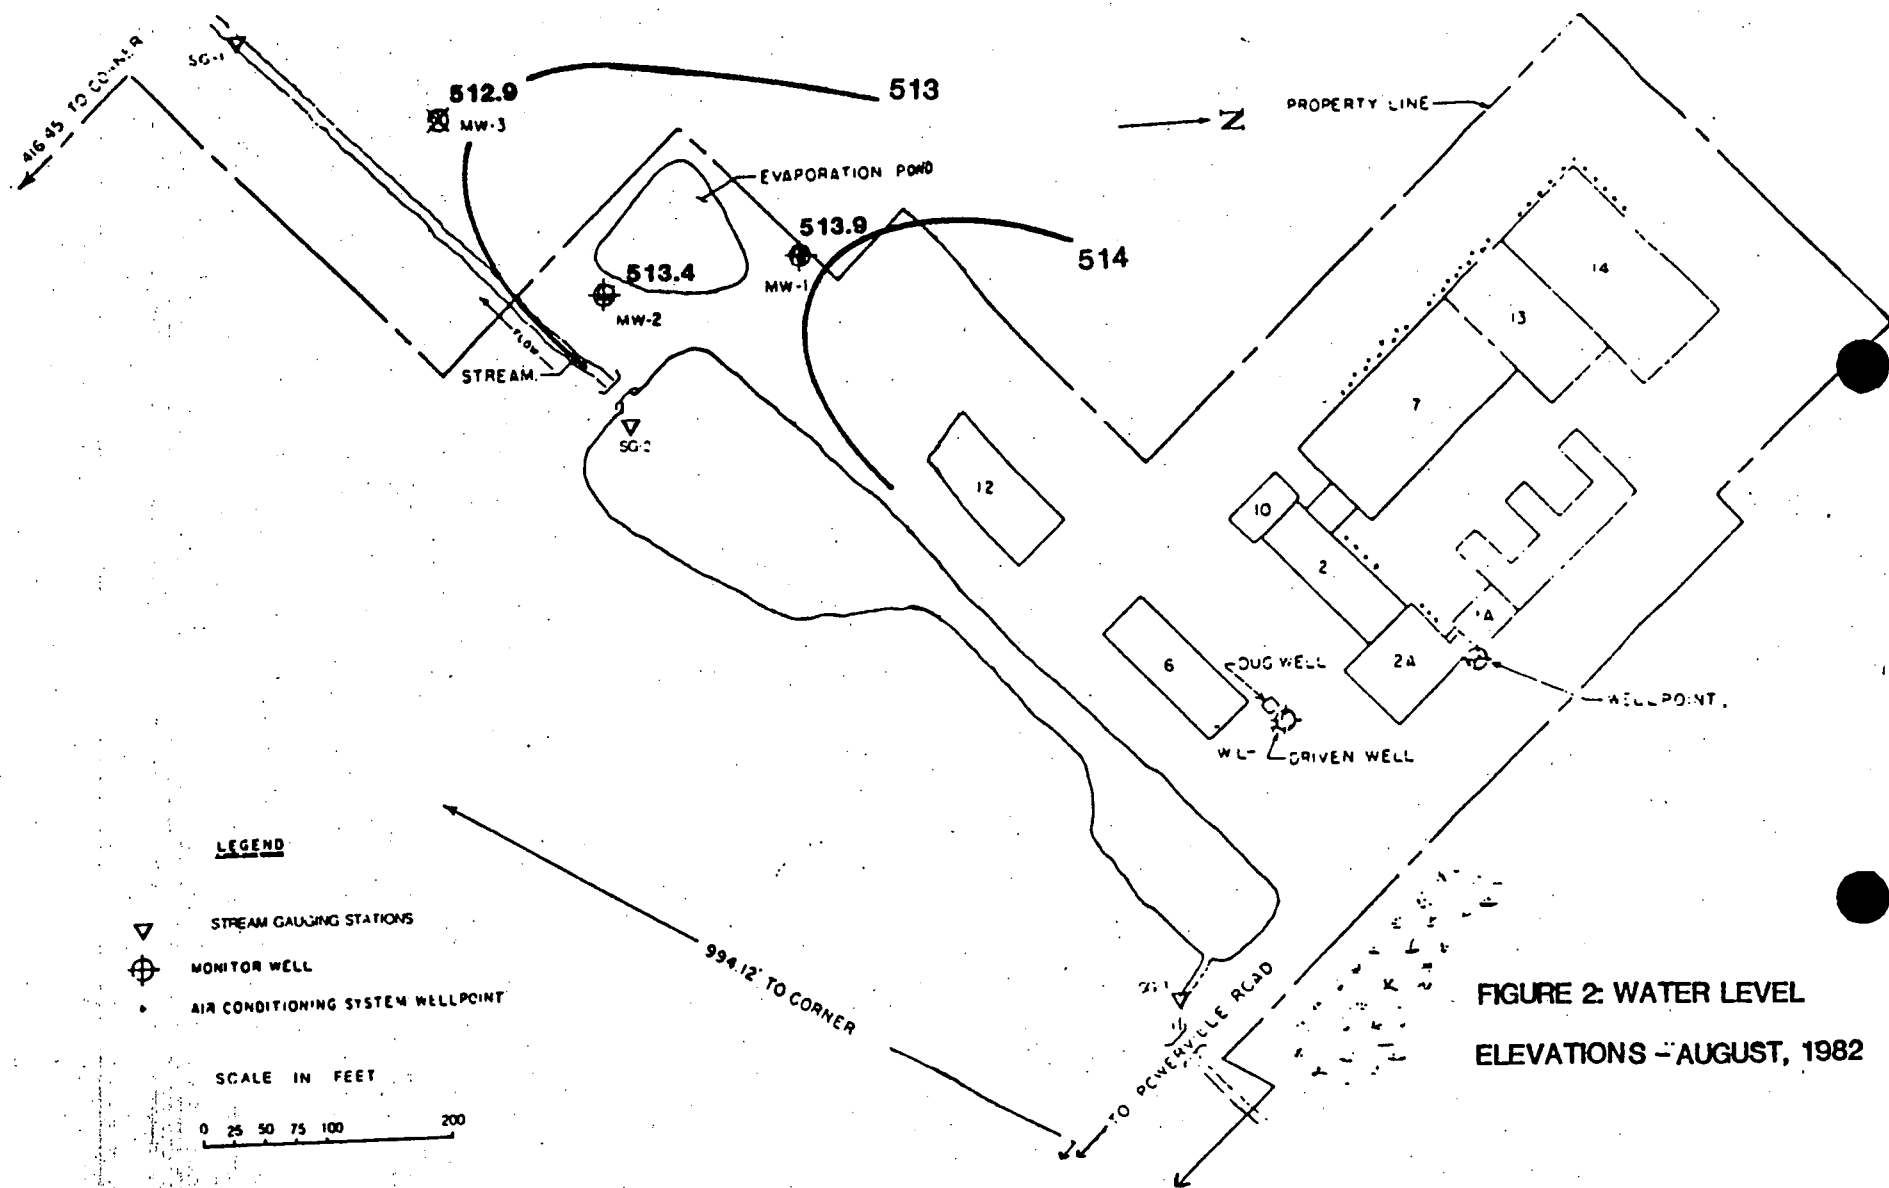 416.45 TO CORNER
SG-1
512.9
MW-3
513
N
PROPERTY LINE
EVAPORATION POND
513.9
MW-1
513.4
MW-2
514
FLOW
STREAM.
SG-2
14
13
7
12
10
2
1A
2A
6
DUG WELL
WELLPOINT.
WL-
DRIVEN WELL
994.12' TO CORNER
TO POWERVILLE ROAD
LEGEND
STREAM GAUGING STATIONS
MONITOR WELL
AIR CONDITIONING SYSTEM WELLPOINT
SCALE IN FEET
0 25 50 75 100 200
FIGURE 2: WATER LEVEL
ELEVATIONS - AUGUST, 1982